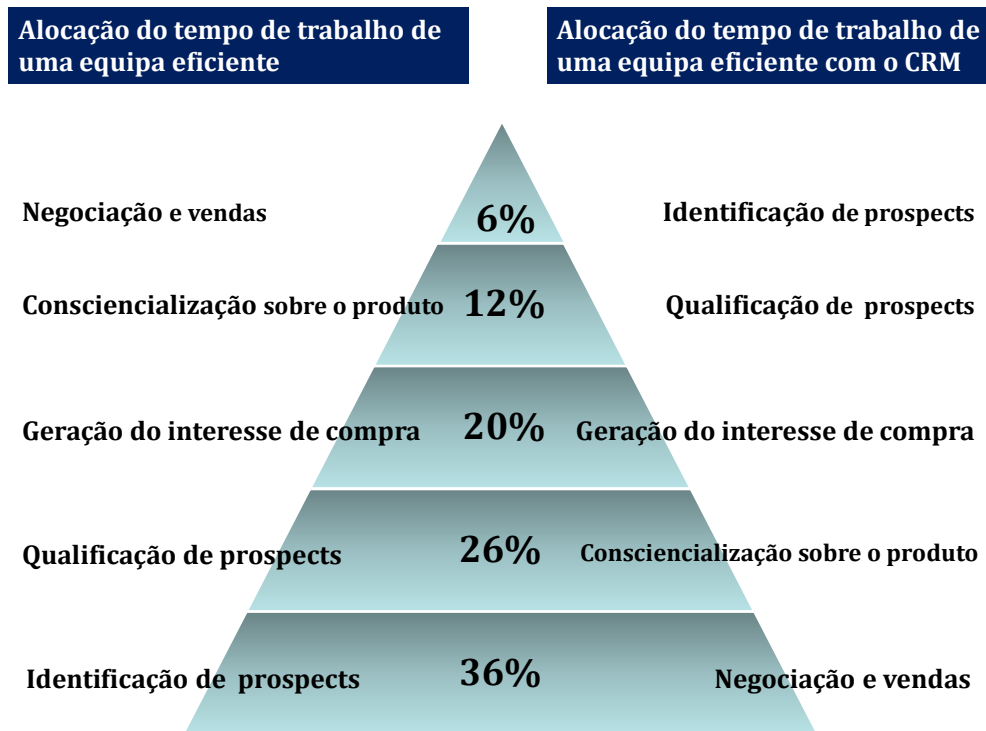 Alocação do tempo de trabalho de
uma equipa eficiente
Alocação do tempo de trabalho de
uma equipa eficiente com o CRM
Negociação e vendas
6%
Identificação de prospects
Consciencialização sobre o produto
12%
Qualificação de prospects
Geração do interesse de compra
20%
Geração do interesse de compra
Qualificação de prospects
26%
Consciencialização sobre o produto
Identificação de prospects
36%
Negociação e vendas